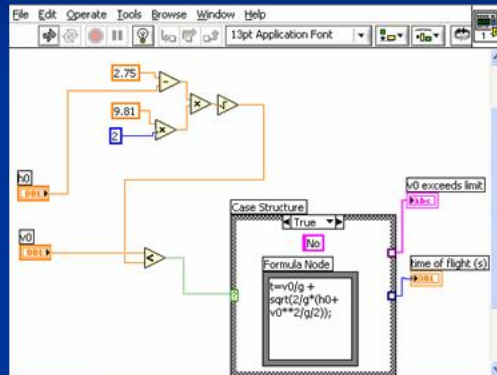 File Edit Operate Tools Browse Window Help
13pt Application Font
1
2.75
9.81
2
h0
DBL
v0
DBL
v0 exceeds limit
abc
Case Structure
True
No
Formula Node
time of flight (s)
DBL
t=v0/g +
sqrt(2/g*(h0+
v0**2/g/2));
?